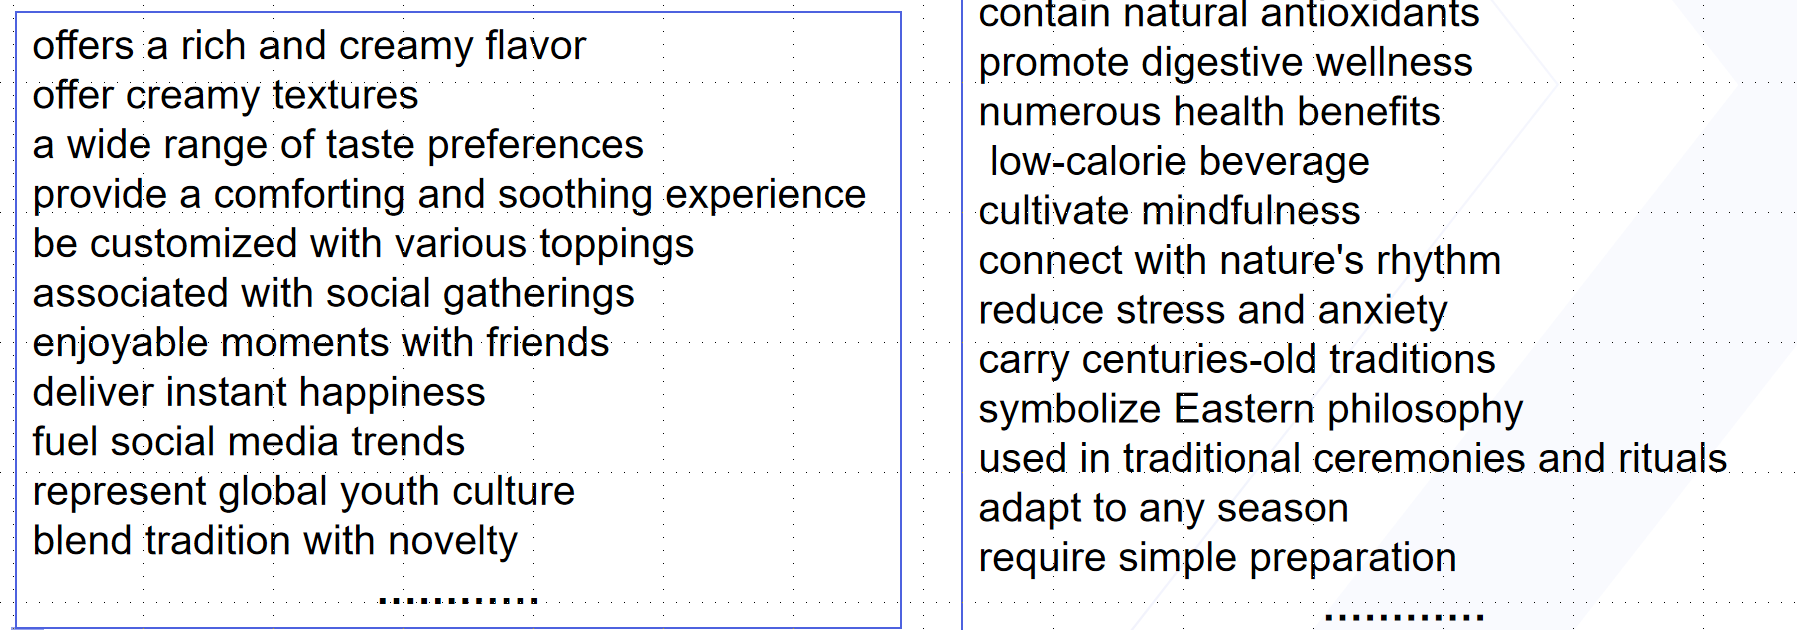 offers a rich and creamy flavor
offer creamy textures
a wide range of taste preferences
provide a comforting and soothing experience
be customized with various toppings
associated with social gatherings
enjoyable moments with friends
deliver instant happiness
fuel social media trends
represent global youth culture
blend tradition with novelty
............
contain natural antioxidants
promote digestive wellness
numerous health benefits
low-calorie beverage
cultivate mindfulness
connect with nature's rhythm
reduce stress and anxiety
carry centuries-old traditions
symbolize Eastern philosophy
used in traditional ceremonies and rituals
adapt to any season
require simple preparation
............